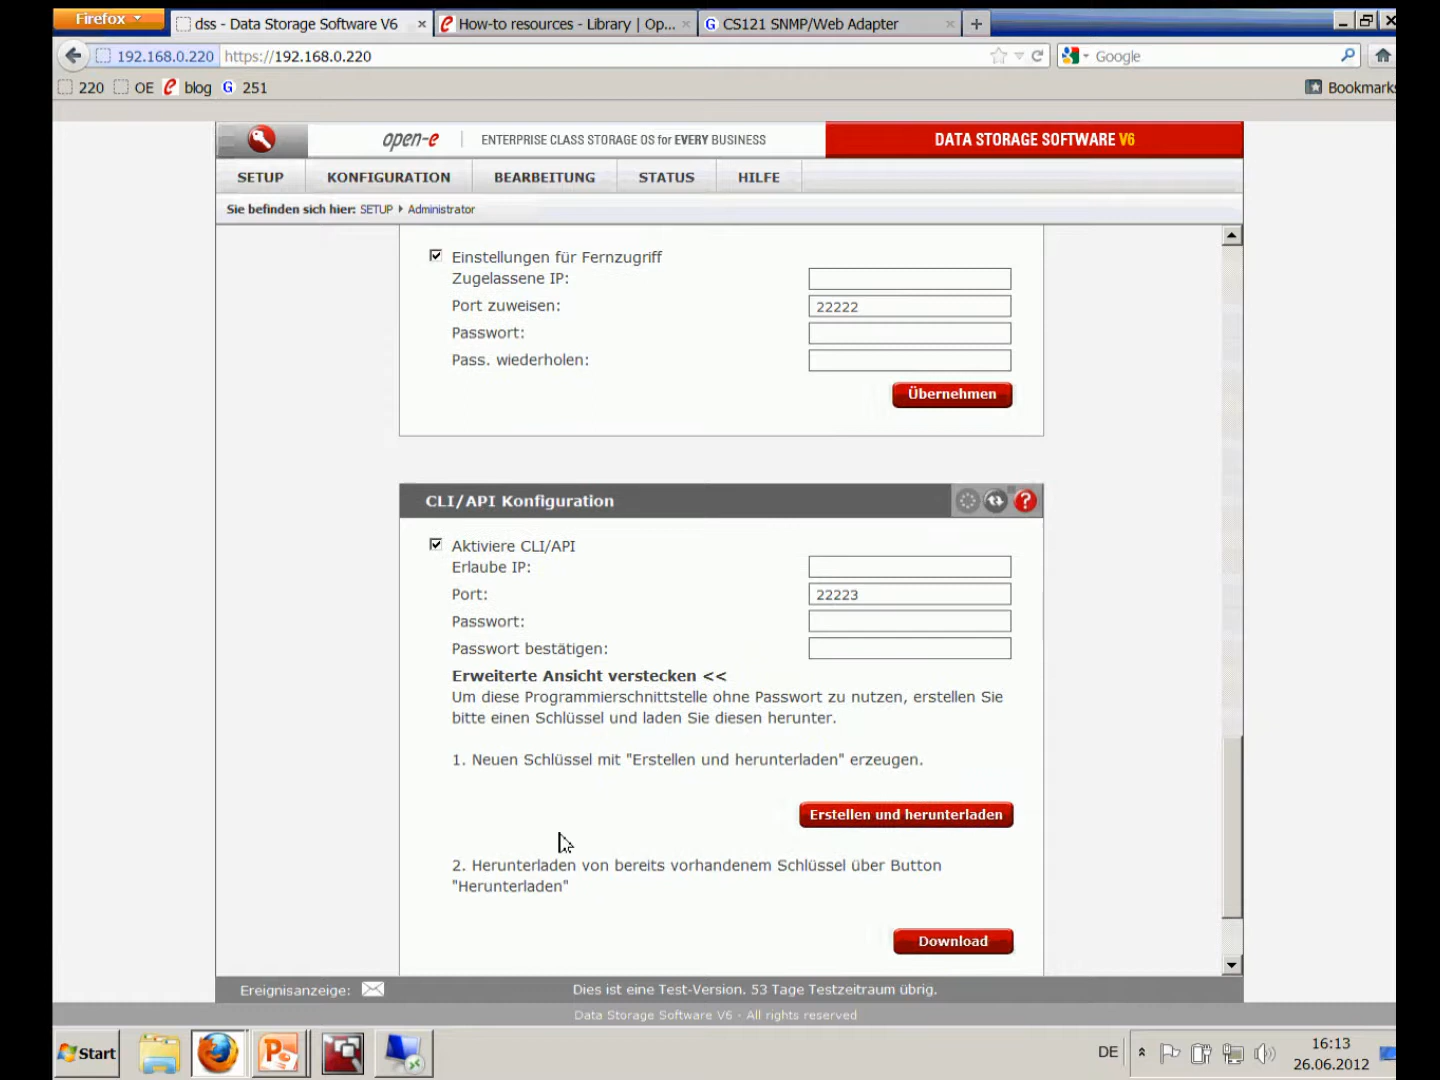 Firefox
dss - Data Storage Software V6
How-to resources - Library | Op...
G CS121 SNMP/Web Adapter
192.168.0.220 https://192.168.0.220
Google
220 OE blog G 251
Bookmarks
open-e ENTERPRISE CLASS STORAGE OS for EVERY BUSINESS
DATA STORAGE SOFTWARE V6
SETUP KONFIGURATION BEARBEITUNG STATUS HILFE
Sie befinden sich hier: SETUP Administrator
Einstellungen für Fernzugriff
Zugelassene IP:
Port zuweisen: 22222
Passwort:
Pass. wiederholen:
Übernehmen
CLI/API Konfiguration
Aktiviere CLI/API
Erlaube IP:
Port: 22223
Passwort:
Passwort bestätigen:
Erweiterte Ansicht verstecken <<
Um diese Programmierschnittstelle ohne Passwort zu nutzen, erstellen Sie
bitte einen Schlüssel und laden Sie diesen herunter.
1. Neuen Schlüssel mit "Erstellen und herunterladen" erzeugen.
Erstellen und herunterladen
2. Herunterladen von bereits vorhandenem Schlüssel über Button
"Herunterladen"
Download
Ereignisanzeige:
Dies ist eine Test-Version. 53 Tage Testzeitraum übrig.
Data Storage Software V6 - All rights reserved
Start
DE
16:13
26.06.2012